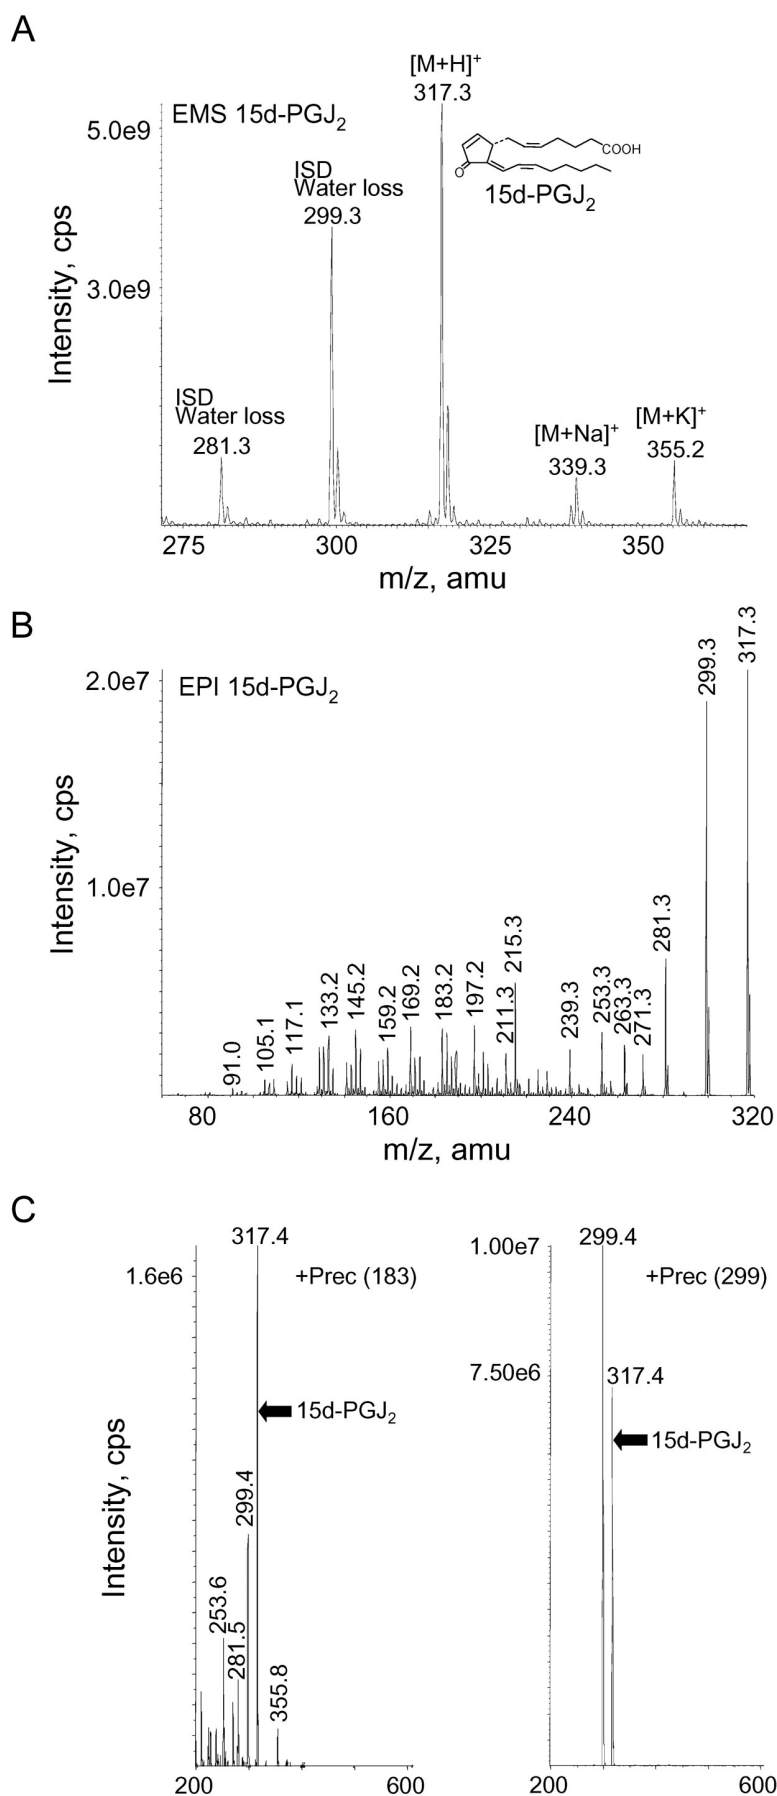 A
[M+H]⁺
317.3
EMS 15d-PGJ₂
5.0e9
COOH
O
15d-PGJ₂
ISD
Water loss
299.3
3.0e9
Intensity, cps
ISD
Water loss
281.3
[M+Na]⁺
339.3
[M+K]⁺
355.2
275
300
325
350
m/z, amu
B
EPI 15d-PGJ₂
2.0e7
1.0e7
Intensity, cps
91.0
105.1
117.1
133.2
145.2
159.2
169.2
183.2
197.2
211.3
215.3
239.3
253.3
263.3
271.3
281.3
299.3
317.3
80
160
240
320
m/z, amu
C
317.4
1.6e6
+Prec (183)
15d-PGJ₂
Intensity, cps
299.4
253.6
281.5
355.8
200
600
299.4
1.00e7
+Prec (299)
7.50e6
317.4
15d-PGJ₂
200
600